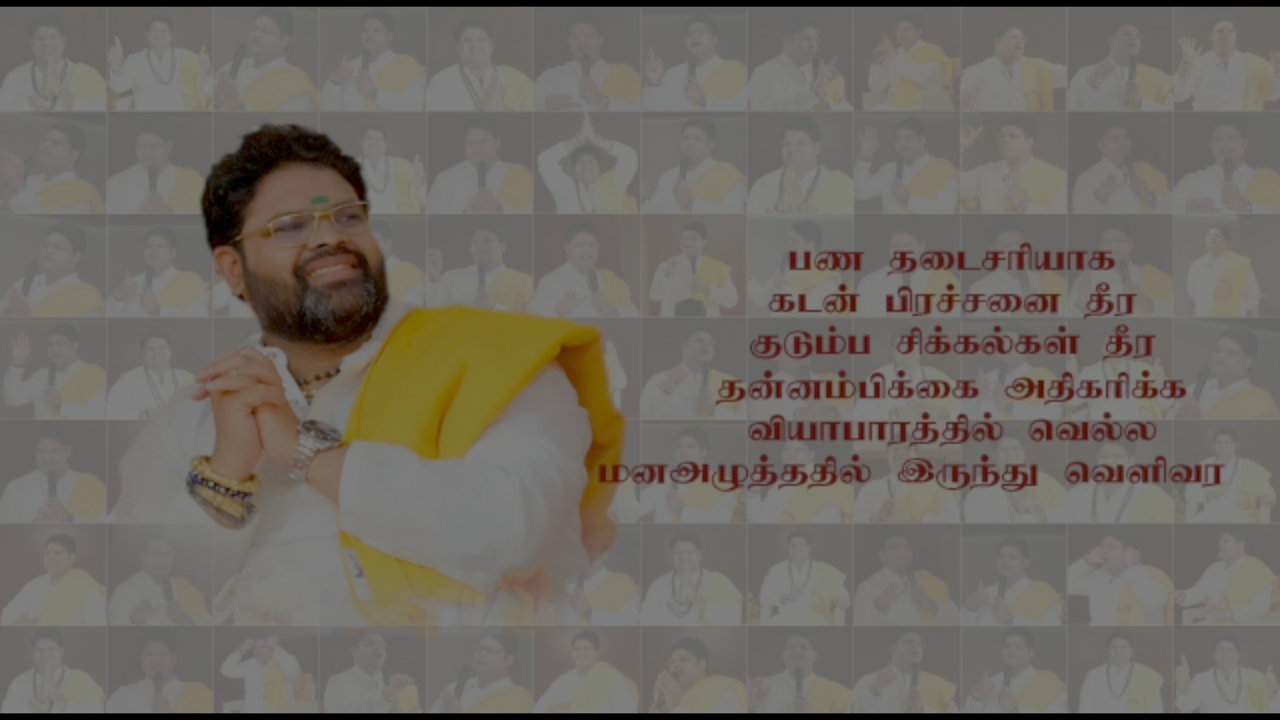 பண தடைசரியாக
கடன் பிரச்சனை தீர
குடும்ப சிக்கல்கள் தீர
தன்னம்பிக்கை அதிகரிக்க
வியாபாரத்தில் வெல்ல
மனஅழுத்ததில் இருந்து வெளிவர